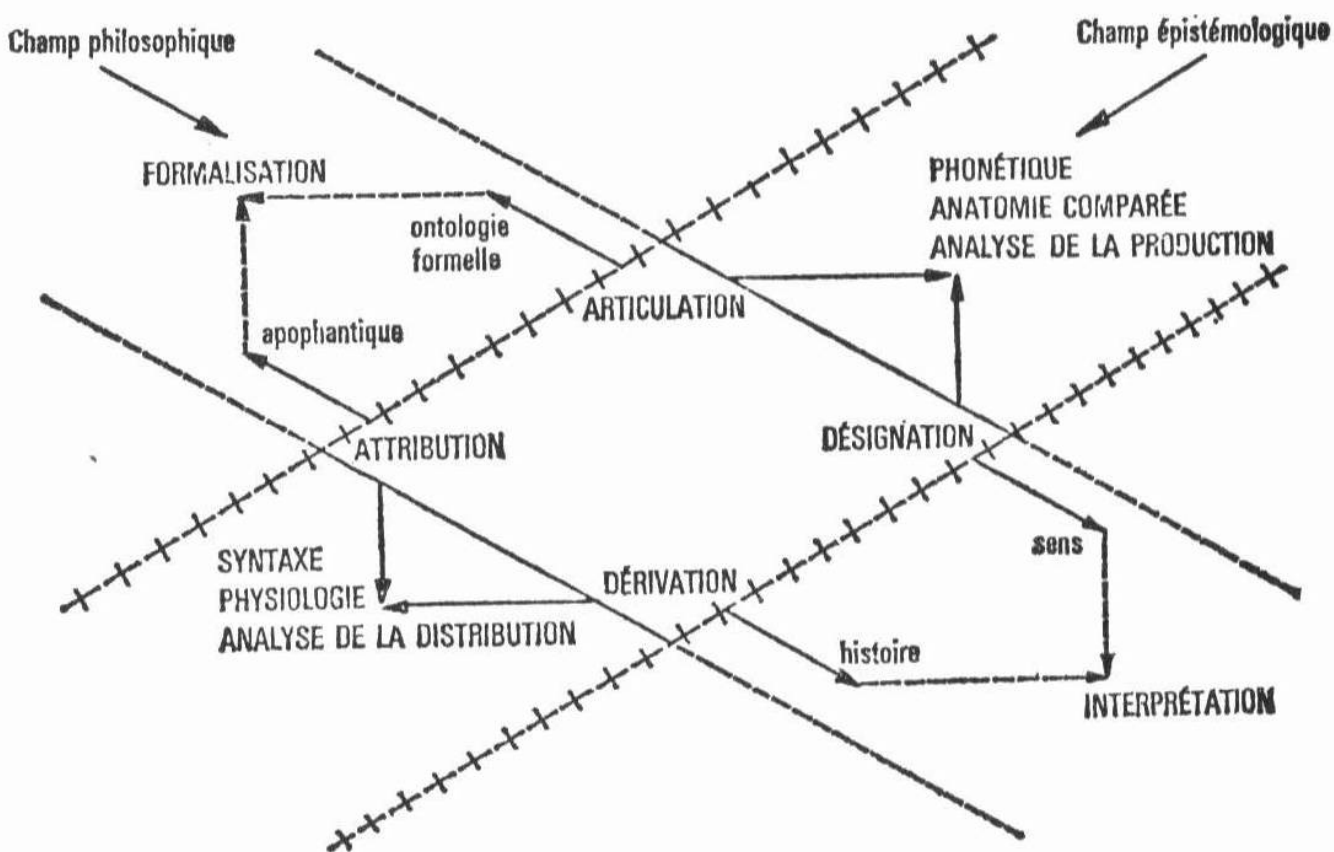 Champ philosophique
Champ épistémologique
FORMALISATION
PHONÉTIQUE
ANATOMIE COMPARÉE
ANALYSE DE LA PRODUCTION
ontologie
formelle
ARTICULATION
apophantique
ATTRIBUTION
DÉSIGNATION
SYNTAXE
PHYSIOLOGIE
ANALYSE DE LA DISTRIBUTION
DÉRIVATION
sens
histoire
INTERPRÉTATION